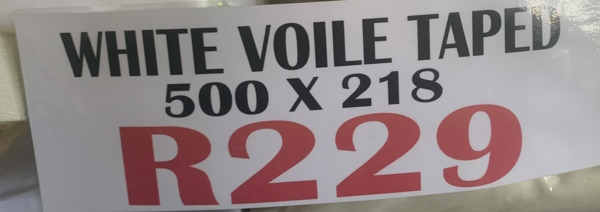 WHITE VOILE TAPED
500 X 218
R229